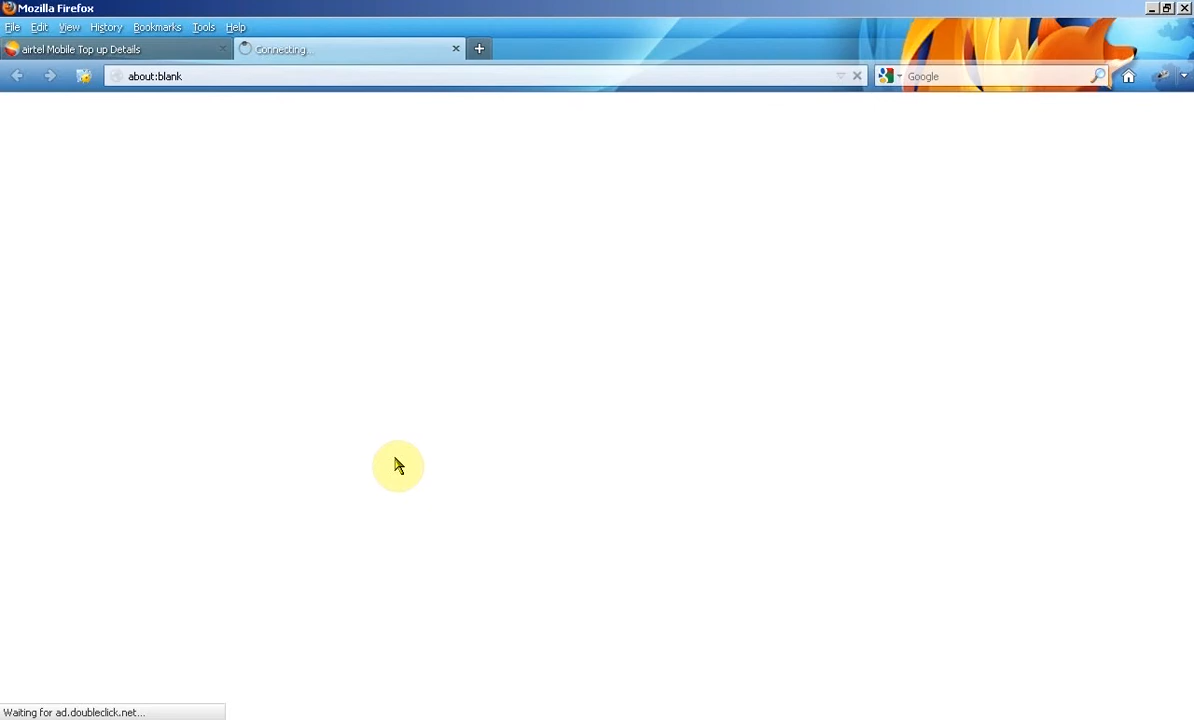 Mozilla Firefox
File Edit View History Bookmarks Tools Help
airtel Mobile Top up Details Connecting...
about:blank Google
Waiting for ad.doubleclick.net...